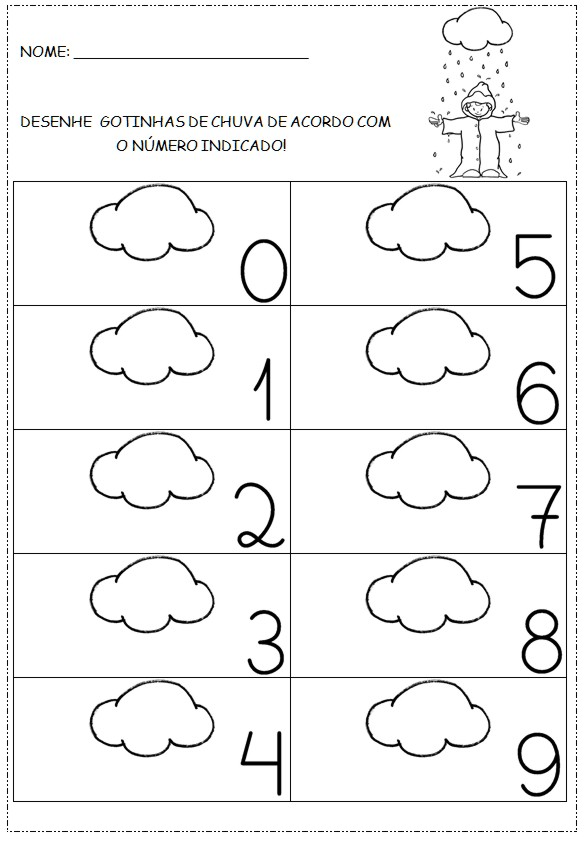 NOME: ____________________________
DESENHE GOTINHAS DE CHUVA DE ACORDO COM
O NÚMERO INDICADO!
0 5
1 6
2 7
3 8
4 9